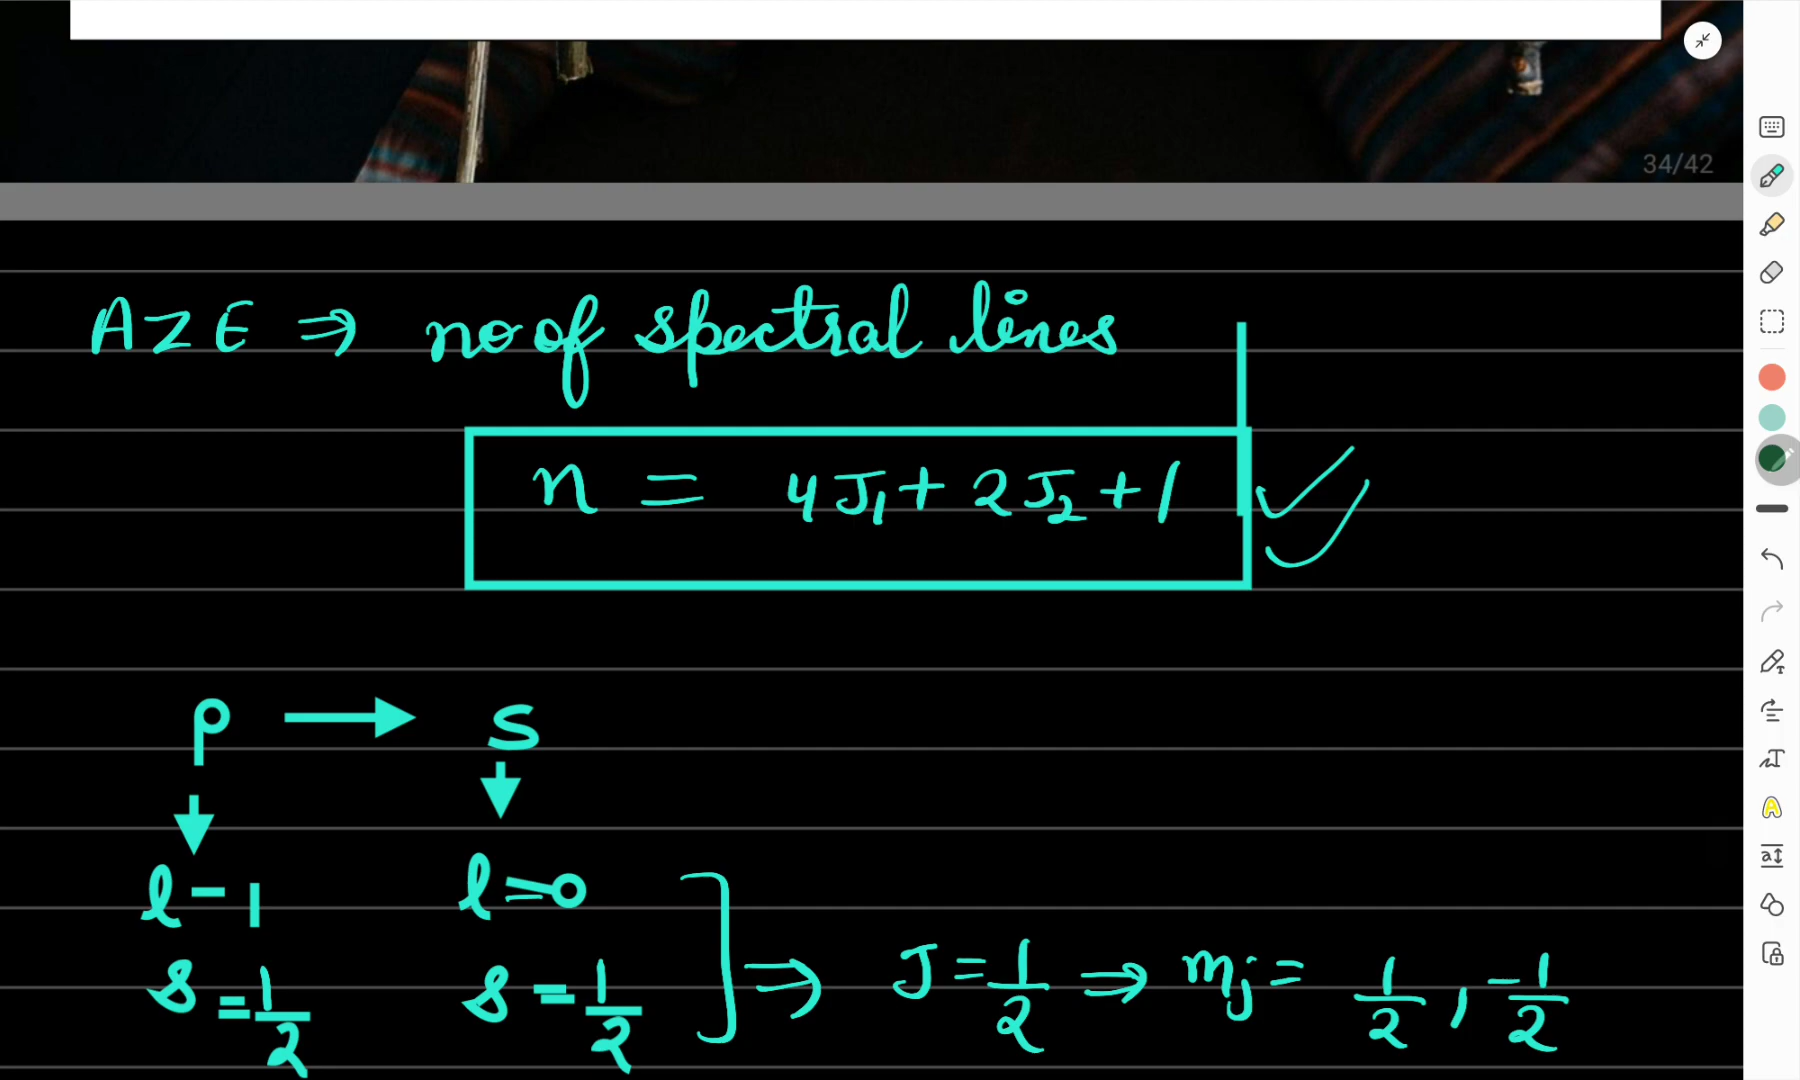 34/42
AZE ⇒ no of spectral lines
n = 4J₁ + 2J₂ + 1
p → s
l - 1 l = 0
s = 1/2 s = 1/2 ⇒ J = 1/2 ⇒ mj = 1/2, -1/2